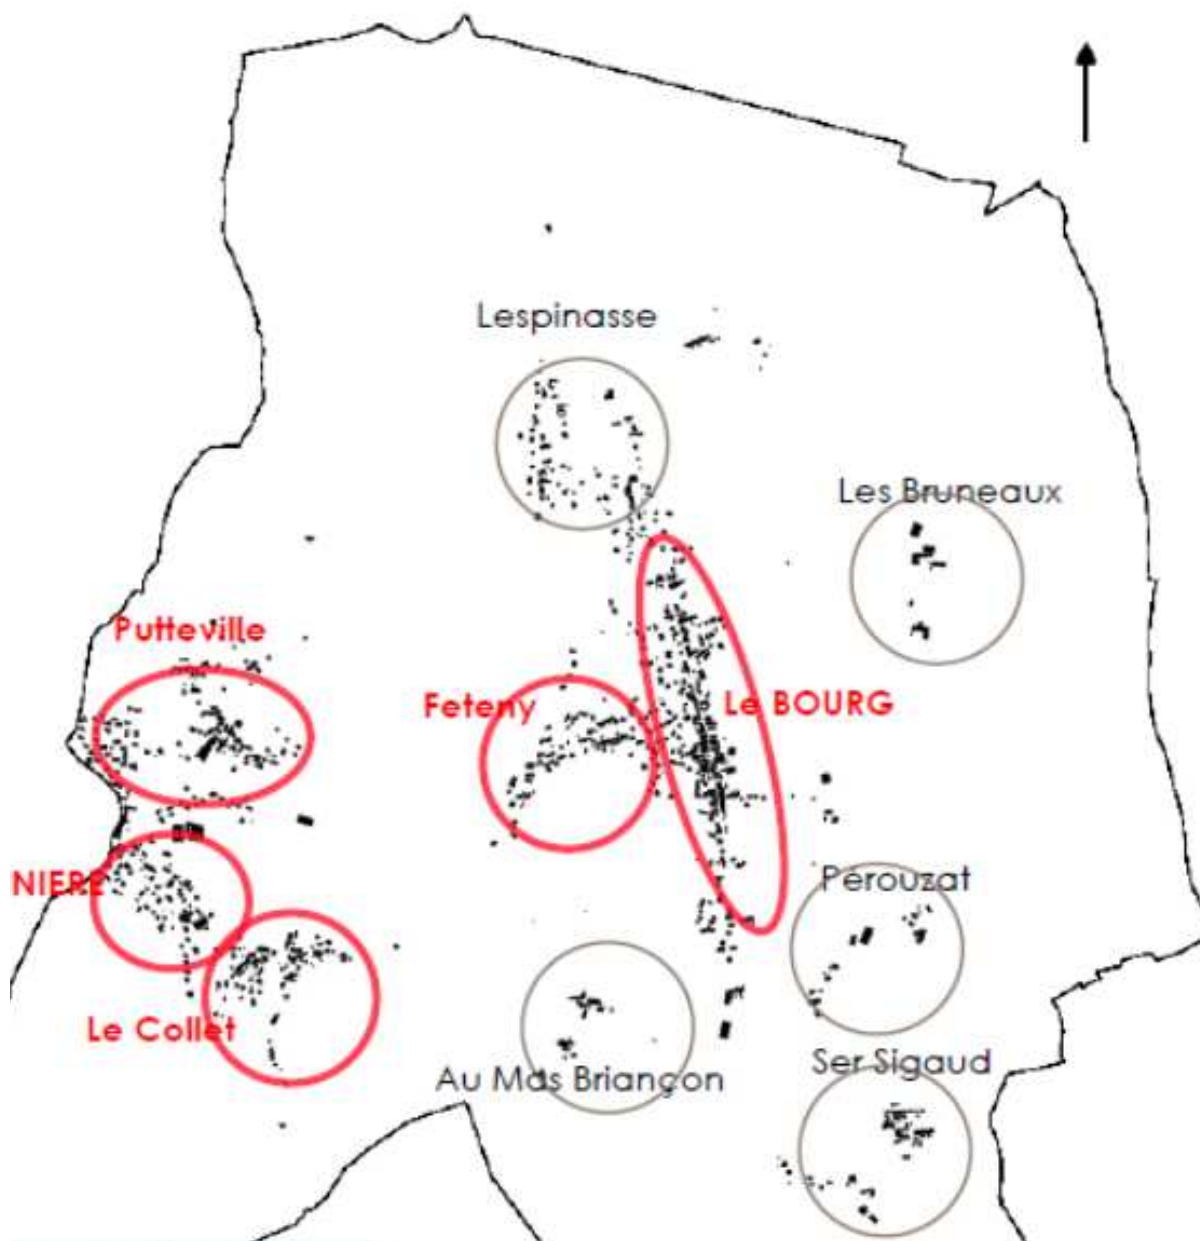 Lespinasse
Les Bruneaux
Putteville
Feteny
Le BOURG
NIERE
Perouzat
Le Collet
Ser Sigaud
Au Mas Briançon